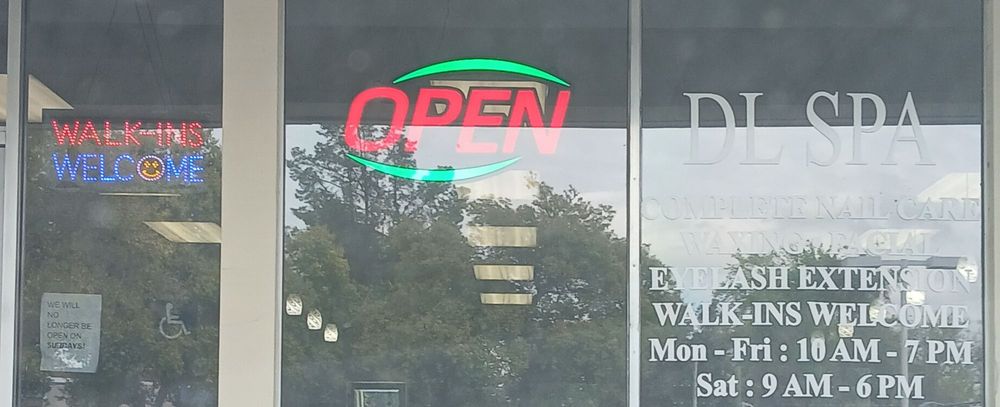 WALK-INS
WELCOME
WE WILL
NO
LONGER BE
OPEN ON
SUNDAYS!
OPEN
DL SPA
COMPLETE NAIL CARE
WAXING - FACIAL
EYELASH EXTENSION
WALK-INS WELCOME
Mon - Fri : 10 AM - 7 PM
Sat : 9 AM - 6 PM